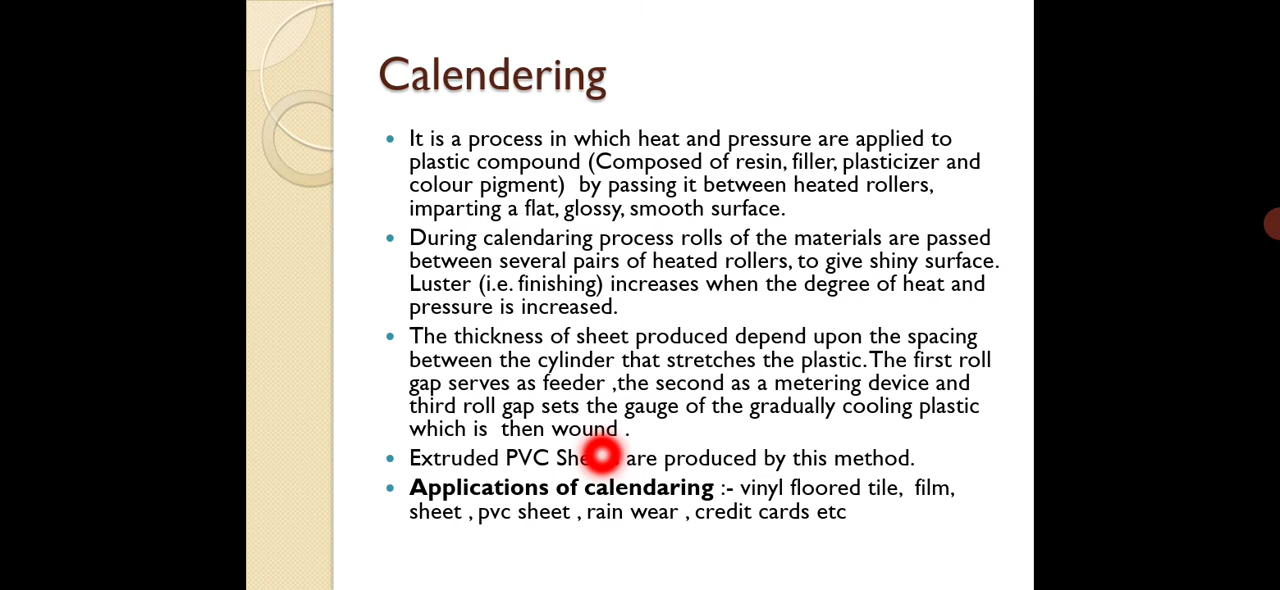 Calendering
It is a process in which heat and pressure are applied to
plastic compound (Composed of resin, filler, plasticizer and
colour pigment) by passing it between heated rollers,
imparting a flat, glossy, smooth surface.
During calendaring process rolls of the materials are passed
between several pairs of heated rollers, to give shiny surface.
Luster (i.e. finishing) increases when the degree of heat and
pressure is increased.
The thickness of sheet produced depend upon the spacing
between the cylinder that stretches the plastic. The first roll
gap serves as feeder ,the second as a metering device and
third roll gap sets the gauge of the gradually cooling plastic
which is then wound .
Extruded PVC are produced by this method.
Applications of calendaring :- vinyl floored tile, film,
sheet , pvc sheet , rain wear , credit cards etc